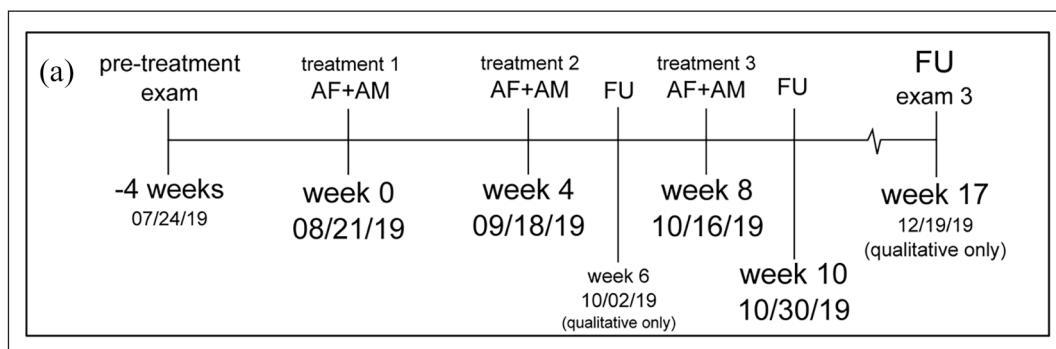 (a)
pre-treatment
exam
treatment 1
AF+AM
treatment 2
AF+AM
FU
treatment 3
AF+AM
FU
FU
exam 3
-4 weeks
07/24/19
week 0
08/21/19
week 4
09/18/19
week 6
10/02/19
(qualitative only)
week 8
10/16/19
week 10
10/30/19
week 17
12/19/19
(qualitative only)